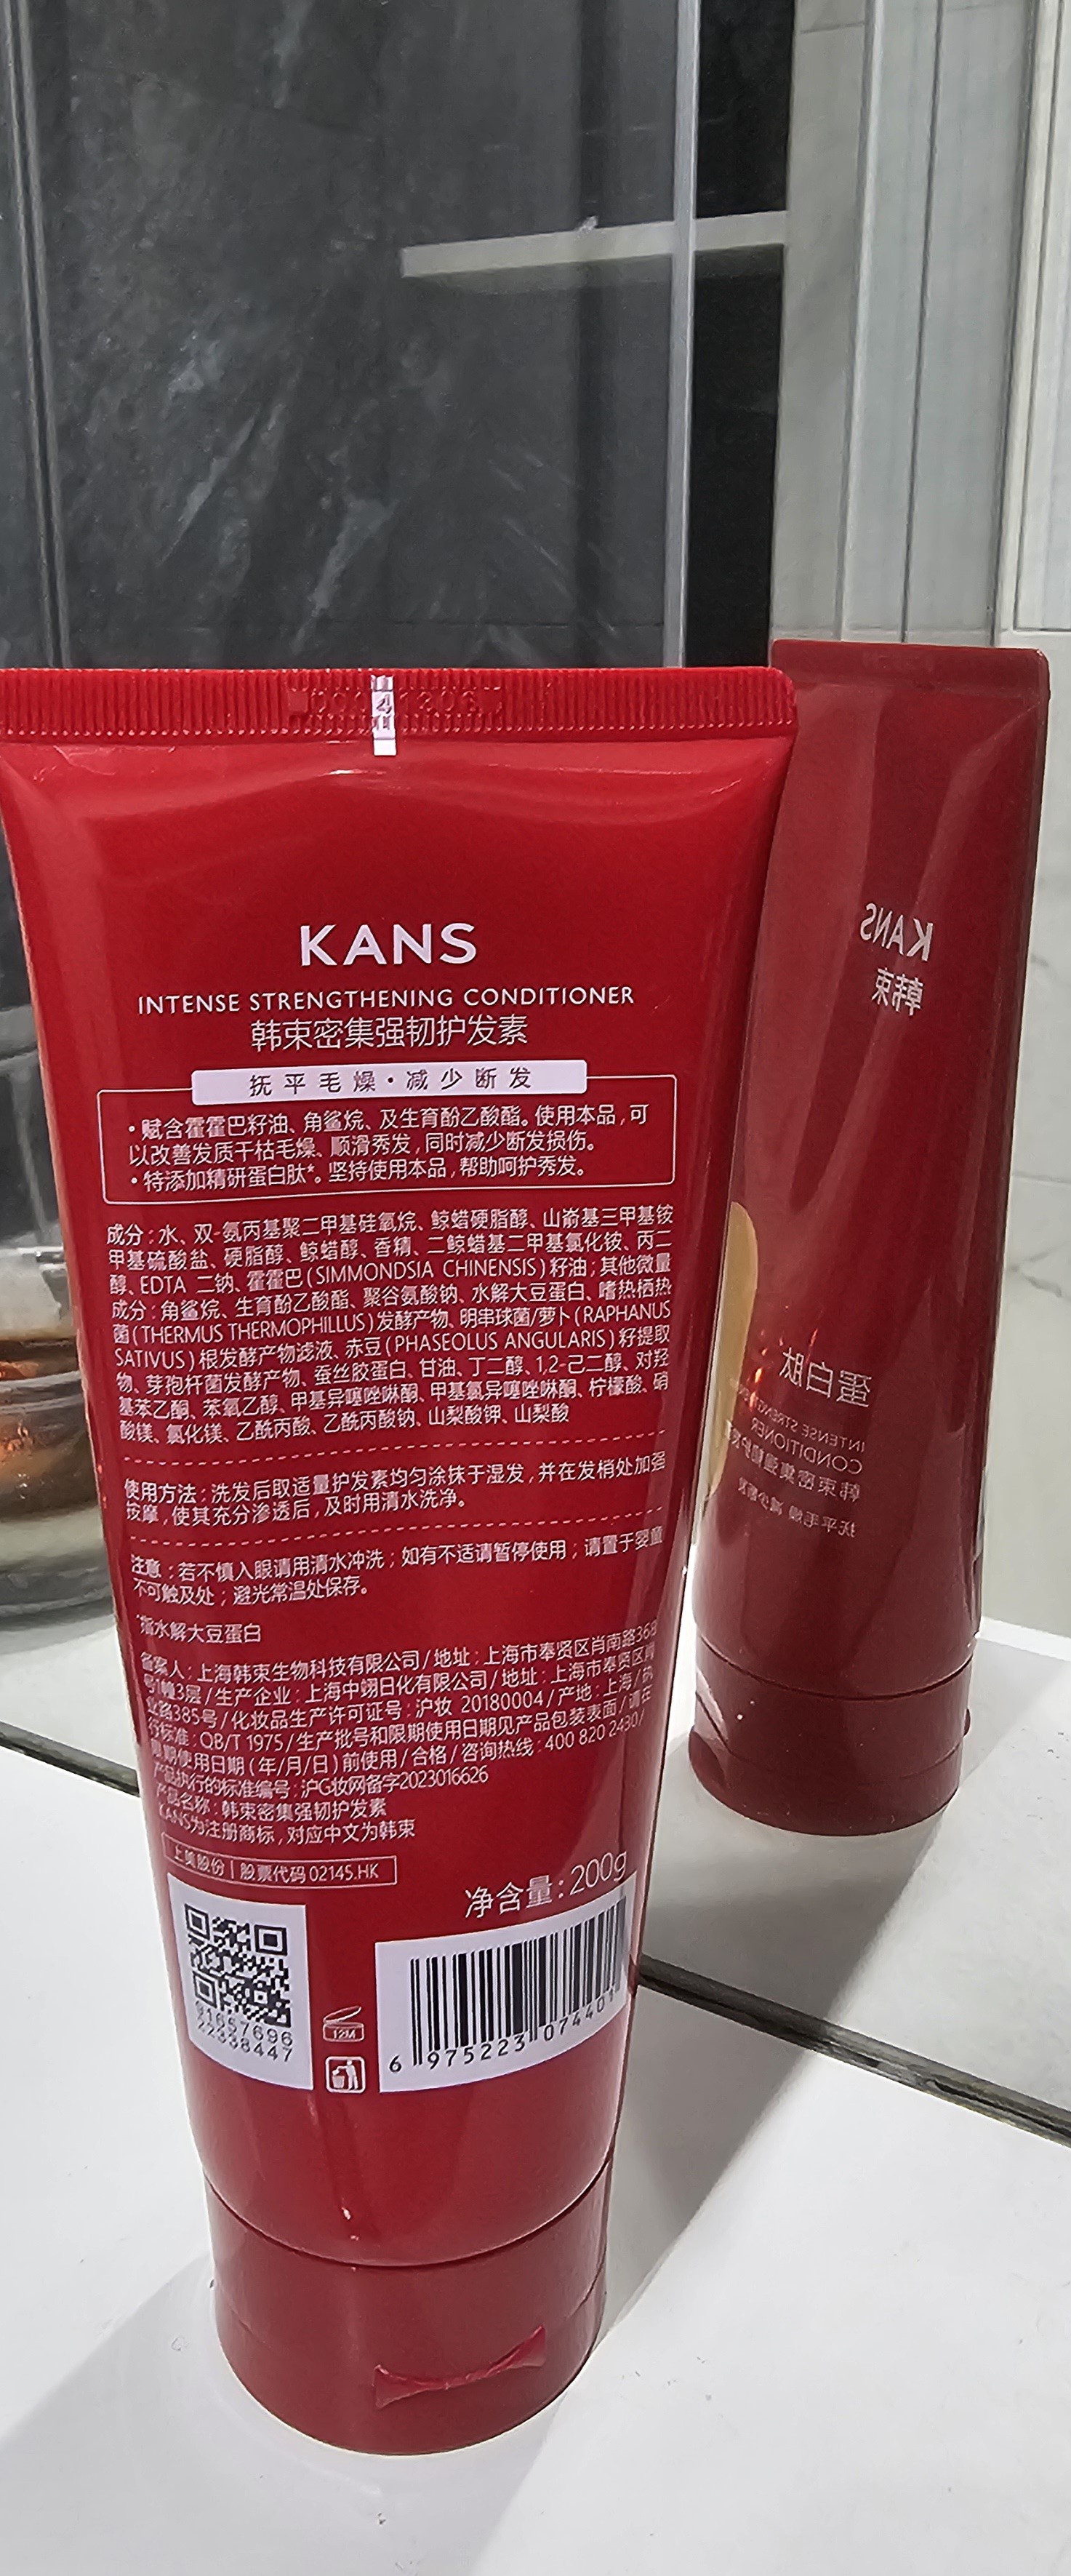 KANS
INTENSE STRENGTHENING CONDITIONER
韩束密集强韧护发素
抚平毛燥·减少断发
·赋含霍霍巴籽油、角鲨烷、及生育酚乙酸酯。使用本品,可
以改善发质干枯毛燥、顺滑秀发,同时减少断发损伤。
·特添加精研蛋白肽*。坚持使用本品,帮助呵护秀发。
成分:水、双-氨丙基聚二甲基硅氧烷、鲸蜡硬脂醇、山嵛基三甲基铵
甲基硫酸盐、硬脂醇、鲸蜡醇、香精、二鲸蜡基二甲基氯化铵、丙二
醇、EDTA 二钠、霍霍巴(SIMMONDSIA CHINENSIS)籽油;其他微量
成分:角鲨烷、生育酚乙酸酯、聚谷氨酸钠、水解大豆蛋白、嗜热栖热
菌(THERMUS THERMOPHILLUS)发酵产物、明串球菌/萝卜(RAPHANUS
SATIVUS)根发酵产物滤液、赤豆(PHASEOLUS ANGULARIS)籽提取
物、芽孢杆菌发酵产物、蚕丝胶蛋白、甘油、丁二醇、1,2-己二醇、对羟
基苯乙酮、苯氧乙醇、甲基异噻唑啉酮、甲基氯异噻唑啉酮、柠檬酸、硝
酸镁、氯化镁、乙酰丙酸、乙酰丙酸钠、山梨酸钾、山梨酸
使用方法:洗发后取适量护发素均匀涂抹于湿发,并在发梢处加强
按摩,使其充分渗透后,及时用清水洗净。
注意:若不慎入眼请用清水冲洗;如有不适请暂停使用;请置于婴童
不可触及处;避光常温处保存。
*指水解大豆蛋白
备案人:上海韩束生物科技有限公司/地址:上海市奉贤区肖南路368
号1幢3层/生产企业:上海中翊日化有限公司/地址:上海市奉贤区肖
业路385号/化妆品生产许可证号:沪妆 20180004/产地:上海/执
行标准:QB/T 1975/生产批号和限期使用日期见产品包装表面/请在
限期使用日期(年/月/日)前使用/合格/咨询热线:400 820 2430/
产品执行的标准编号:沪G妆网备字2023016626
产品名称:韩束密集强韧护发素
KANS为注册商标,对应中文为韩束
上美股份|股票代码 02145.HK
净含量:200g
91657696
22338447
12M
6 975223 07440
KANS
韩束
蛋白肽
INTENSE
CONDITIONER
韩束密集强韧护发
抚平毛燥 减少断发